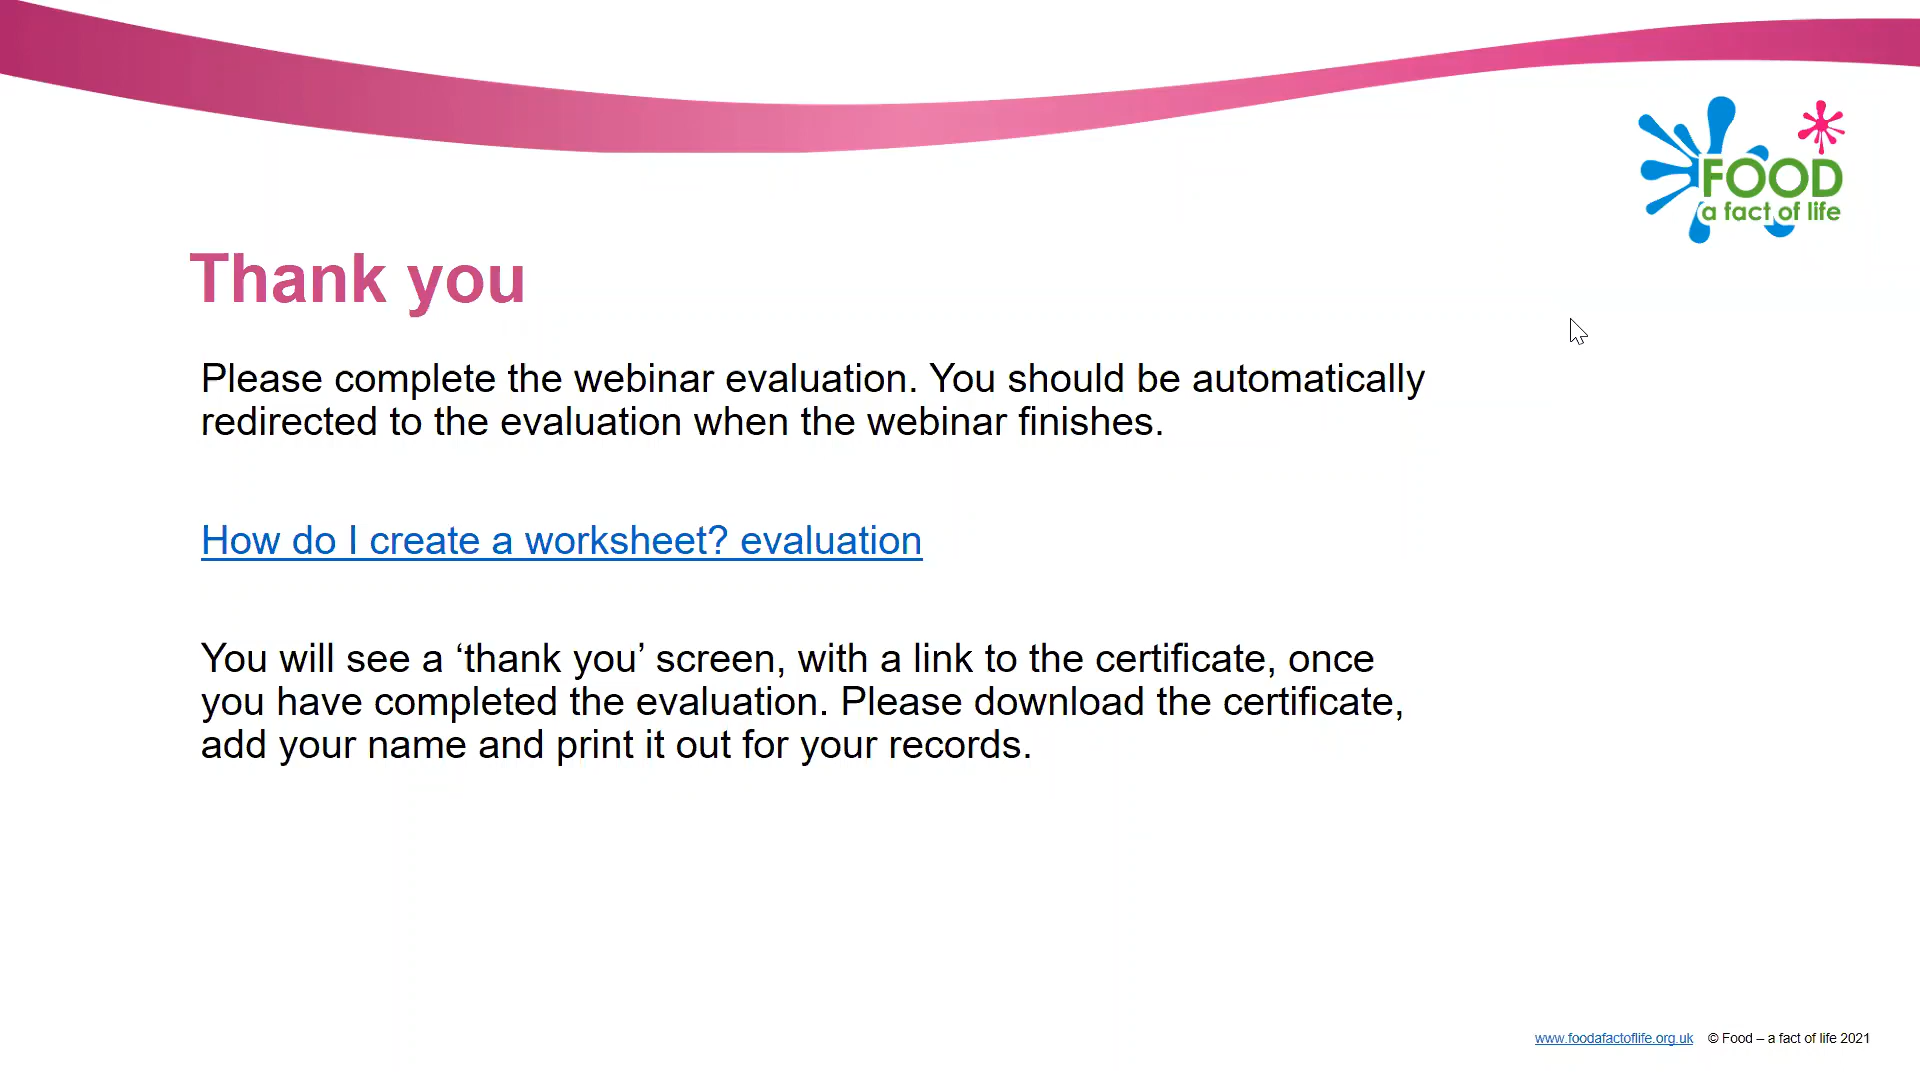 FOOD
a fact of life
Thank you
Please complete the webinar evaluation. You should be automatically
redirected to the evaluation when the webinar finishes.
How do I create a worksheet? evaluation
You will see a ‘thank you’ screen, with a link to the certificate, once
you have completed the evaluation. Please download the certificate,
add your name and print it out for your records.
www.foodafactoflife.org.uk © Food – a fact of life 2021